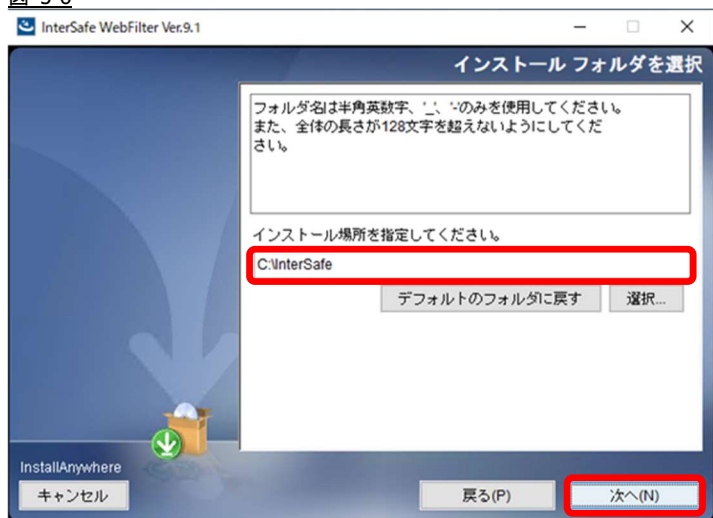 InterSafe WebFilter Ver.9.1
インストール フォルダを選択
フォルダ名は半角英数字、'_'、'-'のみを使用してください。
また、全体の長さが128文字を超えないようにしてくだ
さい。
インストール場所を指定してください。
C:\InterSafe
デフォルトのフォルダに戻す
選択...
InstallAnywhere
キャンセル
戻る(P)
次へ(N)